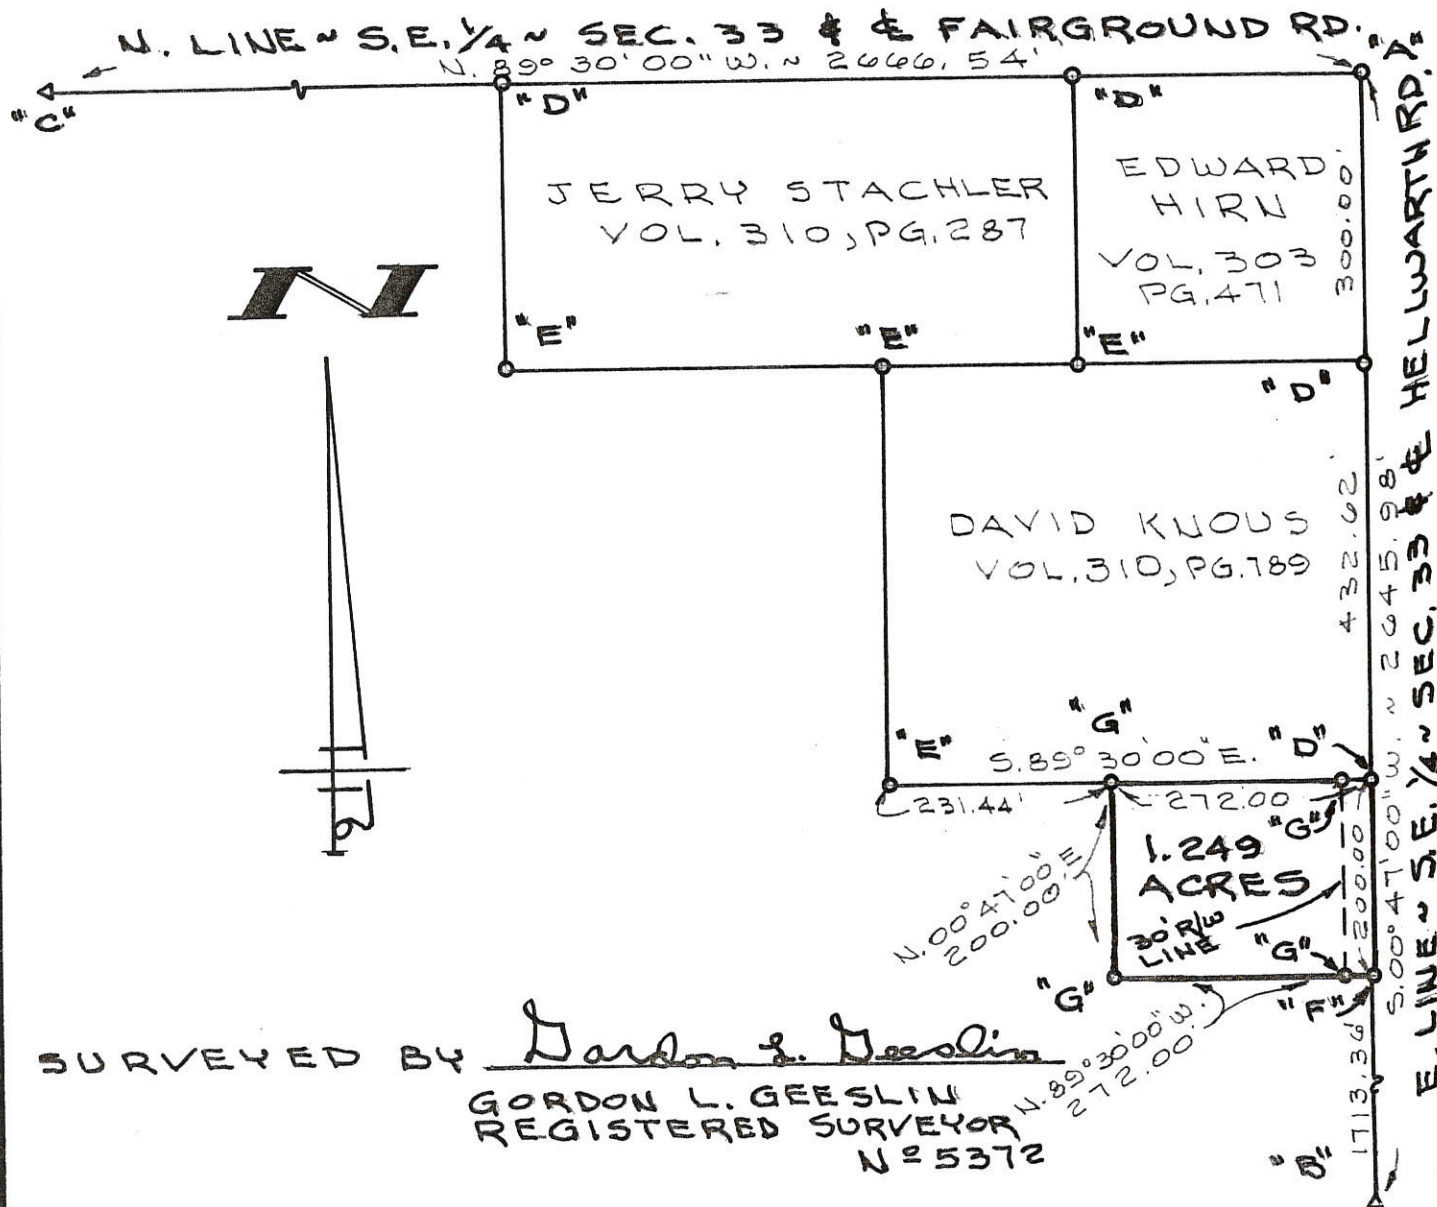 N. LINE ~ S.E. ¼ ~ SEC. 33 & ℄ FAIRGROUND RD.
N. 89° 30' 00" W. ~ 2666.54'
"A"
"C"
"D"
"D"
JERRY STACHLER
VOL. 310, PG. 287
EDWARD
HIRN
VOL. 303
PG. 471
300.00'
N
"E"
"E"
"E"
"D"
E. LINE ~ S.E. ¼ ~ SEC. 33 & ℄ HELLWARTH RD.
S. 00° 47' 00" W. ~ 2645.98'
432.62'
DAVID KNOUS
VOL. 310, PG. 789
"G"
"E"
S. 89° 30' 00" E.
"D"
231.44'
272.00
"G"
1.249
ACRES
200.00
N. 00° 47' 00" E
200.00'
30' R/W
LINE
"G"
"G"
"F"
N. 89° 30' 00" W.
272.00'
1713.36
"B"
SURVEYED BY Gordon L. Geeslin
GORDON L. GEESLIN
REGISTERED SURVEYOR
Nº 5372